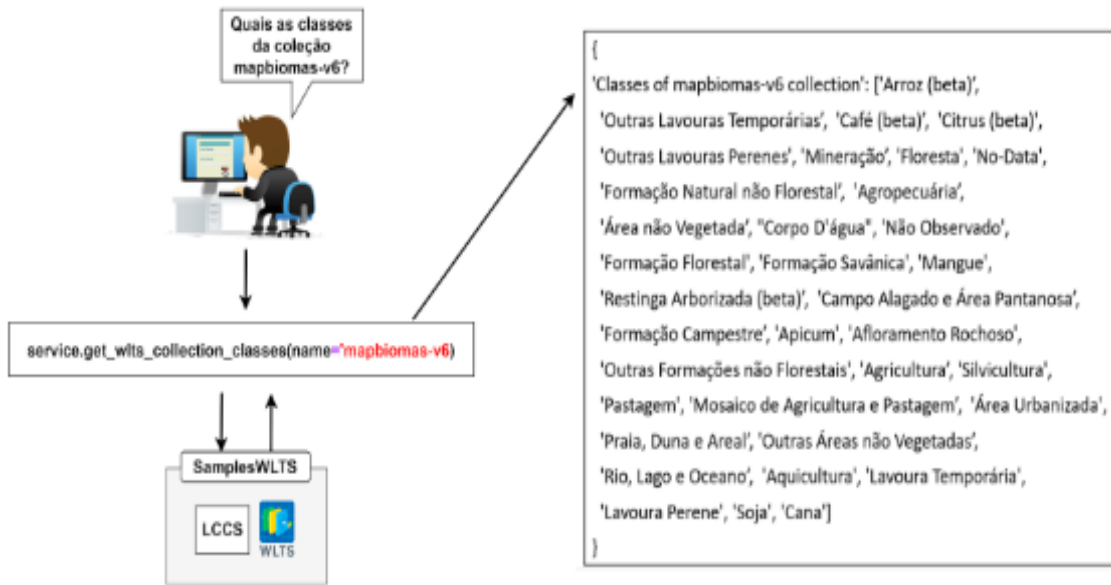 Quais as classes
da coleção
mapbiomas-v6?
service.get_wlts_collection_classes(name='mapbiomas-v6)
SamplesWLTS
LCCS
WLTS
{
'Classes of mapbiomas-v6 collection': ['Arroz (beta)',
'Outras Lavouras Temporárias', 'Café (beta)', 'Citrus (beta)',
'Outras Lavouras Perenes', 'Mineração', 'Floresta', 'No-Data',
'Formação Natural não Florestal', 'Agropecuária',
'Área não Vegetada', "Corpo D'água", 'Não Observado',
'Formação Florestal', 'Formação Savânica', 'Mangue',
'Restinga Arborizada (beta)', 'Campo Alagado e Área Pantanosa',
'Formação Campestre', 'Apicum', 'Afloramento Rochoso',
'Outras Formações não Florestais', 'Agricultura', 'Silvicultura',
'Pastagem', 'Mosaico de Agricultura e Pastagem', 'Área Urbanizada',
'Praia, Duna e Areal', 'Outras Áreas não Vegetadas',
'Rio, Lago e Oceano', 'Aquicultura', 'Lavoura Temporária',
'Lavoura Perene', 'Soja', 'Cana']
}